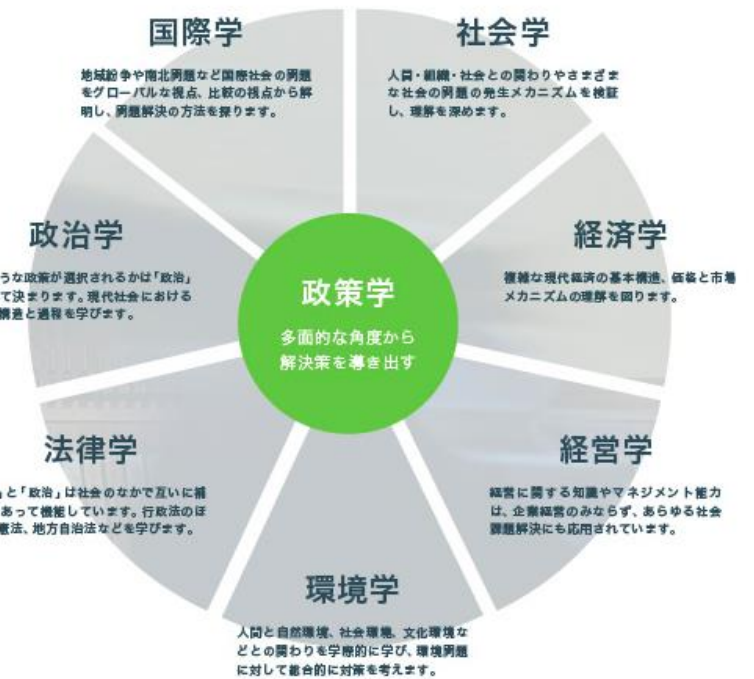 国際学
地域紛争や南北問題など国際社会の問題
をグローバルな視点、比較の視点から解
明し、問題解決の方法を探ります。
社会学
人間・組織・社会との関わりやさまざま
な社会の問題の発生メカニズムを検証
し、理解を深めます。
政治学
うな政策が選択されるかは「政治」
て決まります。現代社会における
構造と過程を学びます。
経済学
複雑な現代経済の基本構造、価格と市場
メカニズムの理解を図ります。
政策学
多面的な角度から
解決策を導き出す
法律学
」と「政治」は社会のなかで互いに補
あって機能しています。行政法のほ
憲法、地方自治法などを学びます。
経営学
経営に関する知識やマネジメント能力
は、企業経営のみならず、あらゆる社会
課題解決にも応用されています。
環境学
人間と自然環境、社会環境、文化環境な
どとの関わりを学際的に学び、環境問題
に対して総合的に対策を考えます。